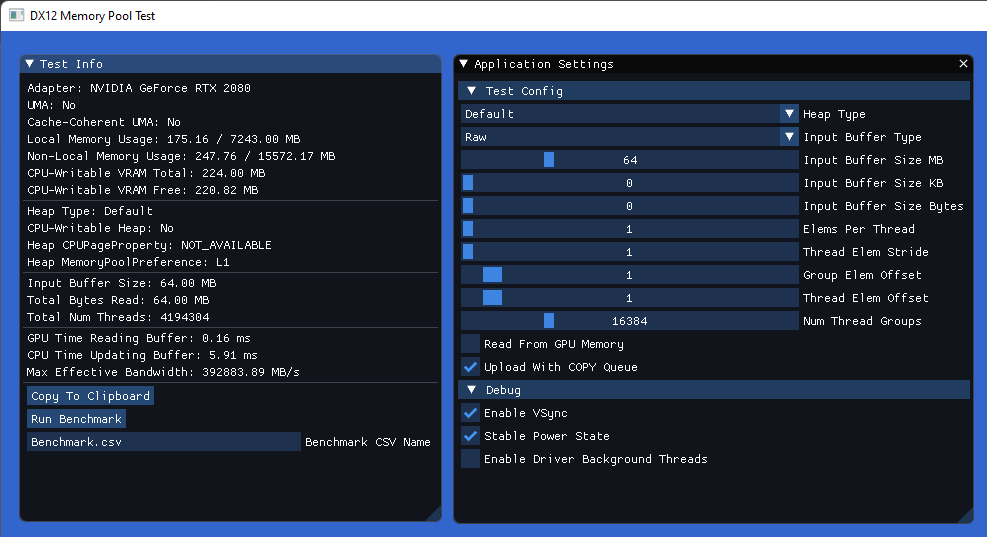 DX12 Memory Pool Test
Test Info
Adapter: NVIDIA GeForce RTX 2080
UMA: No
Cache-Coherent UMA: No
Local Memory Usage: 175.16 / 7243.00 MB
Non-Local Memory Usage: 247.76 / 15572.17 MB
CPU-Writable VRAM Total: 224.00 MB
CPU-Writable VRAM Free: 220.82 MB
Heap Type: Default
CPU-Writable Heap: No
Heap CPUPageProperty: NOT_AVAILABLE
Heap MemoryPoolPreference: L1
Input Buffer Size: 64.00 MB
Total Bytes Read: 64.00 MB
Total Num Threads: 4194304
GPU Time Reading Buffer: 0.16 ms
CPU Time Updating Buffer: 5.91 ms
Max Effective Bandwidth: 392883.89 MB/s
Copy To Clipboard
Run Benchmark
Benchmark.csv Benchmark CSV Name
Application Settings
Test Config
Default Heap Type
Raw Input Buffer Type
64 Input Buffer Size MB
0 Input Buffer Size KB
0 Input Buffer Size Bytes
1 Elems Per Thread
1 Thread Elem Stride
1 Group Elem Offset
1 Thread Elem Offset
16384 Num Thread Groups
Read From GPU Memory
Upload With COPY Queue
Debug
Enable VSync
Stable Power State
Enable Driver Background Threads